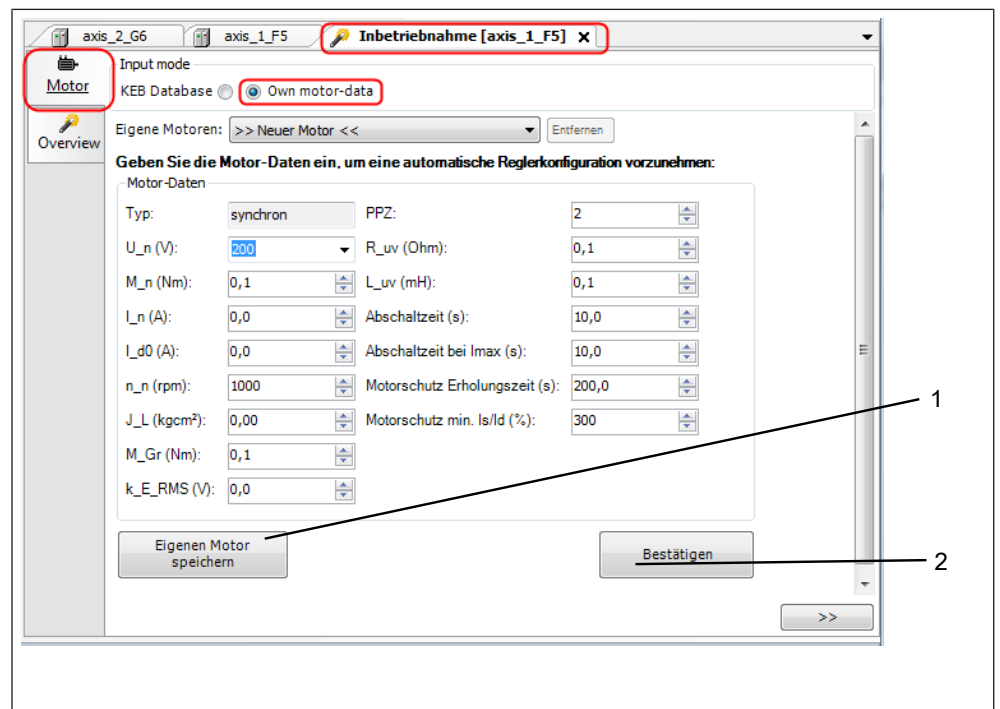 axis_2_G6 axis_1_F5 Inbetriebnahme [axis_1_F5] x
Motor
Overview
Input mode
KEB Database Own motor-data
Eigene Motoren: >> Neuer Motor << Entfernen
Geben Sie die Motor-Daten ein, um eine automatische Reglerkonfiguration vorzunehmen:
Motor-Daten
Typ: synchron PPZ: 2
U_n (V): 200 R_uv (Ohm): 0,1
M_n (Nm): 0,1 L_uv (mH): 0,1
I_n (A): 0,0 Abschaltzeit (s): 10,0
I_d0 (A): 0,0 Abschaltzeit bei Imax (s): 10,0
n_n (rpm): 1000 Motorschutz Erholungszeit (s): 200,0
J_L (kgcm²): 0,00 Motorschutz min. Is/Id (%): 300
M_Gr (Nm): 0,1
k_E_RMS (V): 0,0
Eigenen Motor
speichern
Bestätigen
>>
1
2